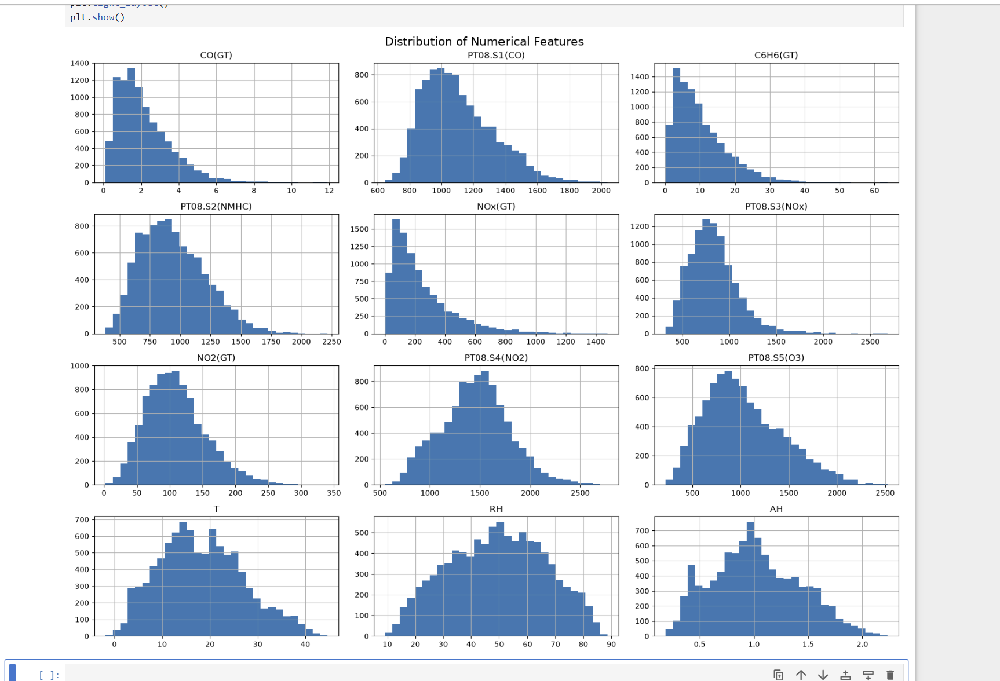 plt.tight_layout()
plt.show()
Distribution of Numerical Features
CO(GT)
1400
1200
1000
800
600
400
200
0
0 2 4 6 8 10 12
PT08.S1(CO)
800
600
400
200
0
600 800 1000 1200 1400 1600 1800 2000
C6H6(GT)
1400
1200
1000
800
600
400
200
0
0 10 20 30 40 50 60
PT08.S2(NMHC)
800
600
400
200
0
500 750 1000 1250 1500 1750 2000 2250
NOx(GT)
1500
1250
1000
750
500
250
0
0 200 400 600 800 1000 1200 1400
PT08.S3(NOx)
1200
1000
800
600
400
200
0
500 1000 1500 2000 2500
NO2(GT)
1000
800
600
400
200
0
0 50 100 150 200 250 300 350
PT08.S4(NO2)
800
600
400
200
0
500 1000 1500 2000 2500
PT08.S5(O3)
800
600
400
200
0
500 1000 1500 2000 2500
T
700
600
500
400
300
200
100
0
0 10 20 30 40
RH
500
400
300
200
100
0
10 20 30 40 50 60 70 80 90
AH
700
600
500
400
300
200
100
0
0.5 1.0 1.5 2.0
[ ]: